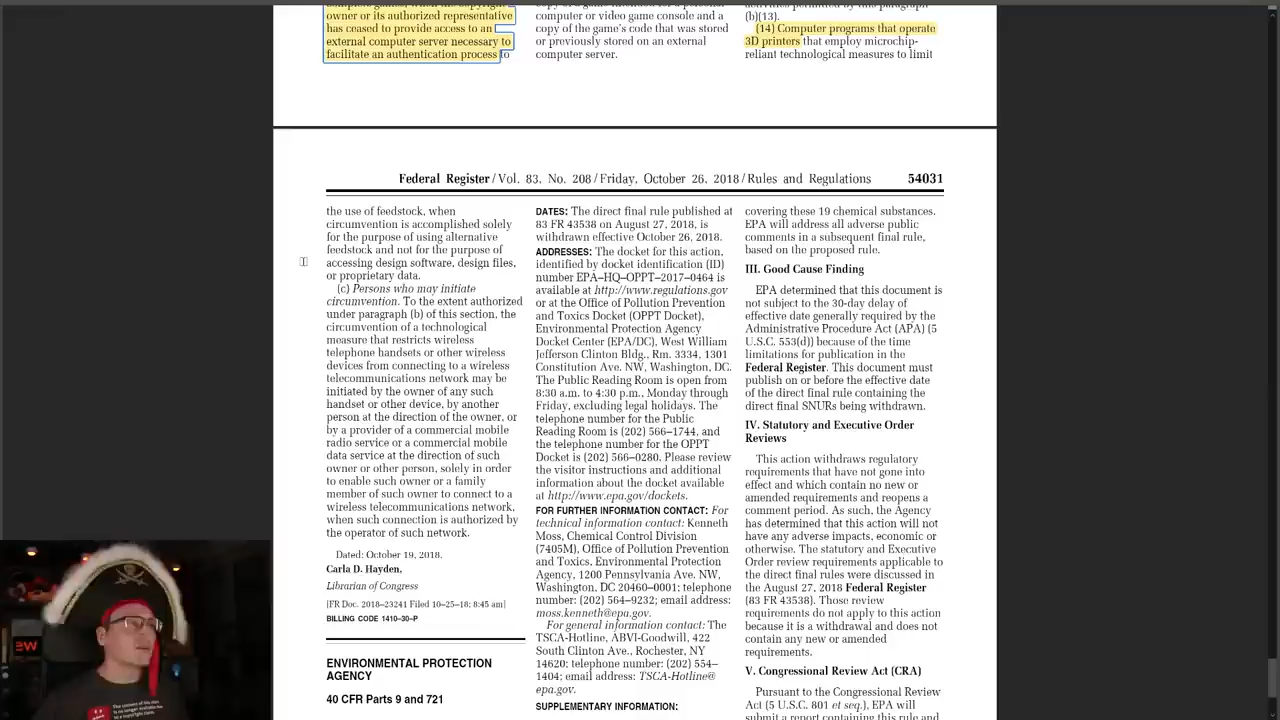 owner or its authorized representative
has ceased to provide access to an
external computer server necessary to
facilitate an authentication process to
computer or video game console and a
copy of the game's code that was stored
or previously stored on an external
computer server.
(b)(13).
(14) Computer programs that operate
3D printers that employ microchip-
reliant technological measures to limit
Federal Register / Vol. 83, No. 208 / Friday, October 26, 2018 / Rules and Regulations 54031
the use of feedstock, when
circumvention is accomplished solely
for the purpose of using alternative
feedstock and not for the purpose of
accessing design software, design files,
or proprietary data.
(c) Persons who may initiate
circumvention. To the extent authorized
under paragraph (b) of this section, the
circumvention of a technological
measure that restricts wireless
telephone handsets or other wireless
devices from connecting to a wireless
telecommunications network may be
initiated by the owner of any such
handset or other device, by another
person at the direction of the owner, or
by a provider of a commercial mobile
radio service or a commercial mobile
data service at the direction of such
owner or other person, solely in order
to enable such owner or a family
member of such owner to connect to a
wireless telecommunications network,
when such connection is authorized by
the operator of such network.
Dated: October 19, 2018.
Carla D. Hayden,
Librarian of Congress
[FR Doc. 2018–23241 Filed 10–25–18; 8:45 am]
BILLING CODE 1410–30–P
ENVIRONMENTAL PROTECTION
AGENCY
40 CFR Parts 9 and 721
DATES: The direct final rule published at
83 FR 43538 on August 27, 2018, is
withdrawn effective October 26, 2018.
ADDRESSES: The docket for this action,
identified by docket identification (ID)
number EPA–HQ–OPPT–2017–0464 is
available at http://www.regulations.gov
or at the Office of Pollution Prevention
and Toxics Docket (OPPT Docket),
Environmental Protection Agency
Docket Center (EPA/DC), West William
Jefferson Clinton Bldg., Rm. 3334, 1301
Constitution Ave. NW, Washington, DC.
The Public Reading Room is open from
8:30 a.m. to 4:30 p.m., Monday through
Friday, excluding legal holidays. The
telephone number for the Public
Reading Room is (202) 566–1744, and
the telephone number for the OPPT
Docket is (202) 566–0280. Please review
the visitor instructions and additional
information about the docket available
at http://www.epa.gov/dockets.
FOR FURTHER INFORMATION CONTACT: For
technical information contact: Kenneth
Moss, Chemical Control Division
(7405M), Office of Pollution Prevention
and Toxics, Environmental Protection
Agency, 1200 Pennsylvania Ave. NW,
Washington, DC 20460–0001; telephone
number: (202) 564–9232; email address:
moss.kenneth@epa.gov.
For general information contact: The
TSCA-Hotline, ABVI-Goodwill, 422
South Clinton Ave., Rochester, NY
14620; telephone number: (202) 554–
1404; email address: TSCA-Hotline@
epa.gov.
SUPPLEMENTARY INFORMATION:
covering these 19 chemical substances.
EPA will address all adverse public
comments in a subsequent final rule,
based on the proposed rule.
III. Good Cause Finding
EPA determined that this document is
not subject to the 30-day delay of
effective date generally required by the
Administrative Procedure Act (APA) (5
U.S.C. 553(d)) because of the time
limitations for publication in the
Federal Register. This document must
publish on or before the effective date
of the direct final rule containing the
direct final SNURs being withdrawn.
IV. Statutory and Executive Order
Reviews
This action withdraws regulatory
requirements that have not gone into
effect and which contain no new or
amended requirements and reopens a
comment period. As such, the Agency
has determined that this action will not
have any adverse impacts, economic or
otherwise. The statutory and Executive
Order review requirements applicable to
the direct final rules were discussed in
the August 27, 2018 Federal Register
(83 FR 43538). Those review
requirements do not apply to this action
because it is a withdrawal and does not
contain any new or amended
requirements.
V. Congressional Review Act (CRA)
Pursuant to the Congressional Review
Act (5 U.S.C. 801 et seq.), EPA will
submit a report containing this rule and